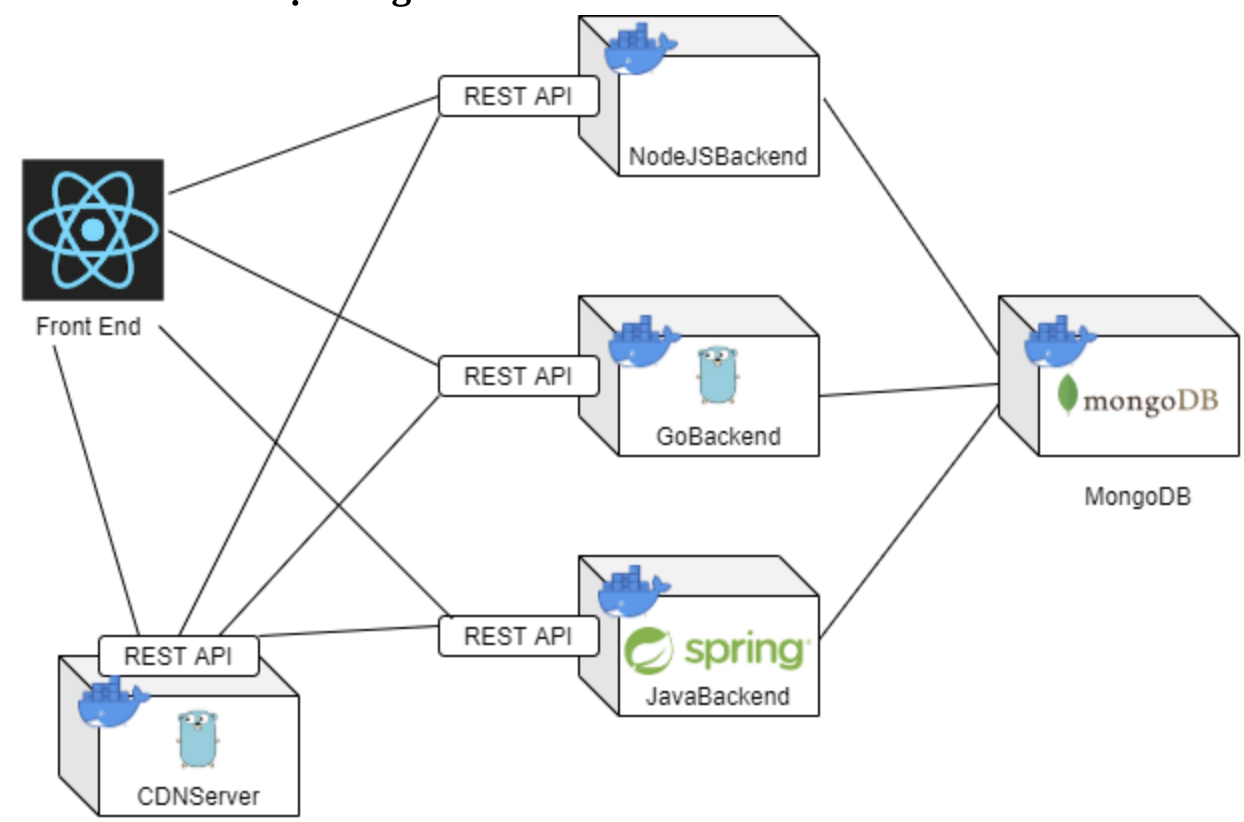 REST API
NodeJSBackend
Front End
REST API
GoBackend
mongoDB
MongoDB
REST API
spring
JavaBackend
REST API
CDNServer